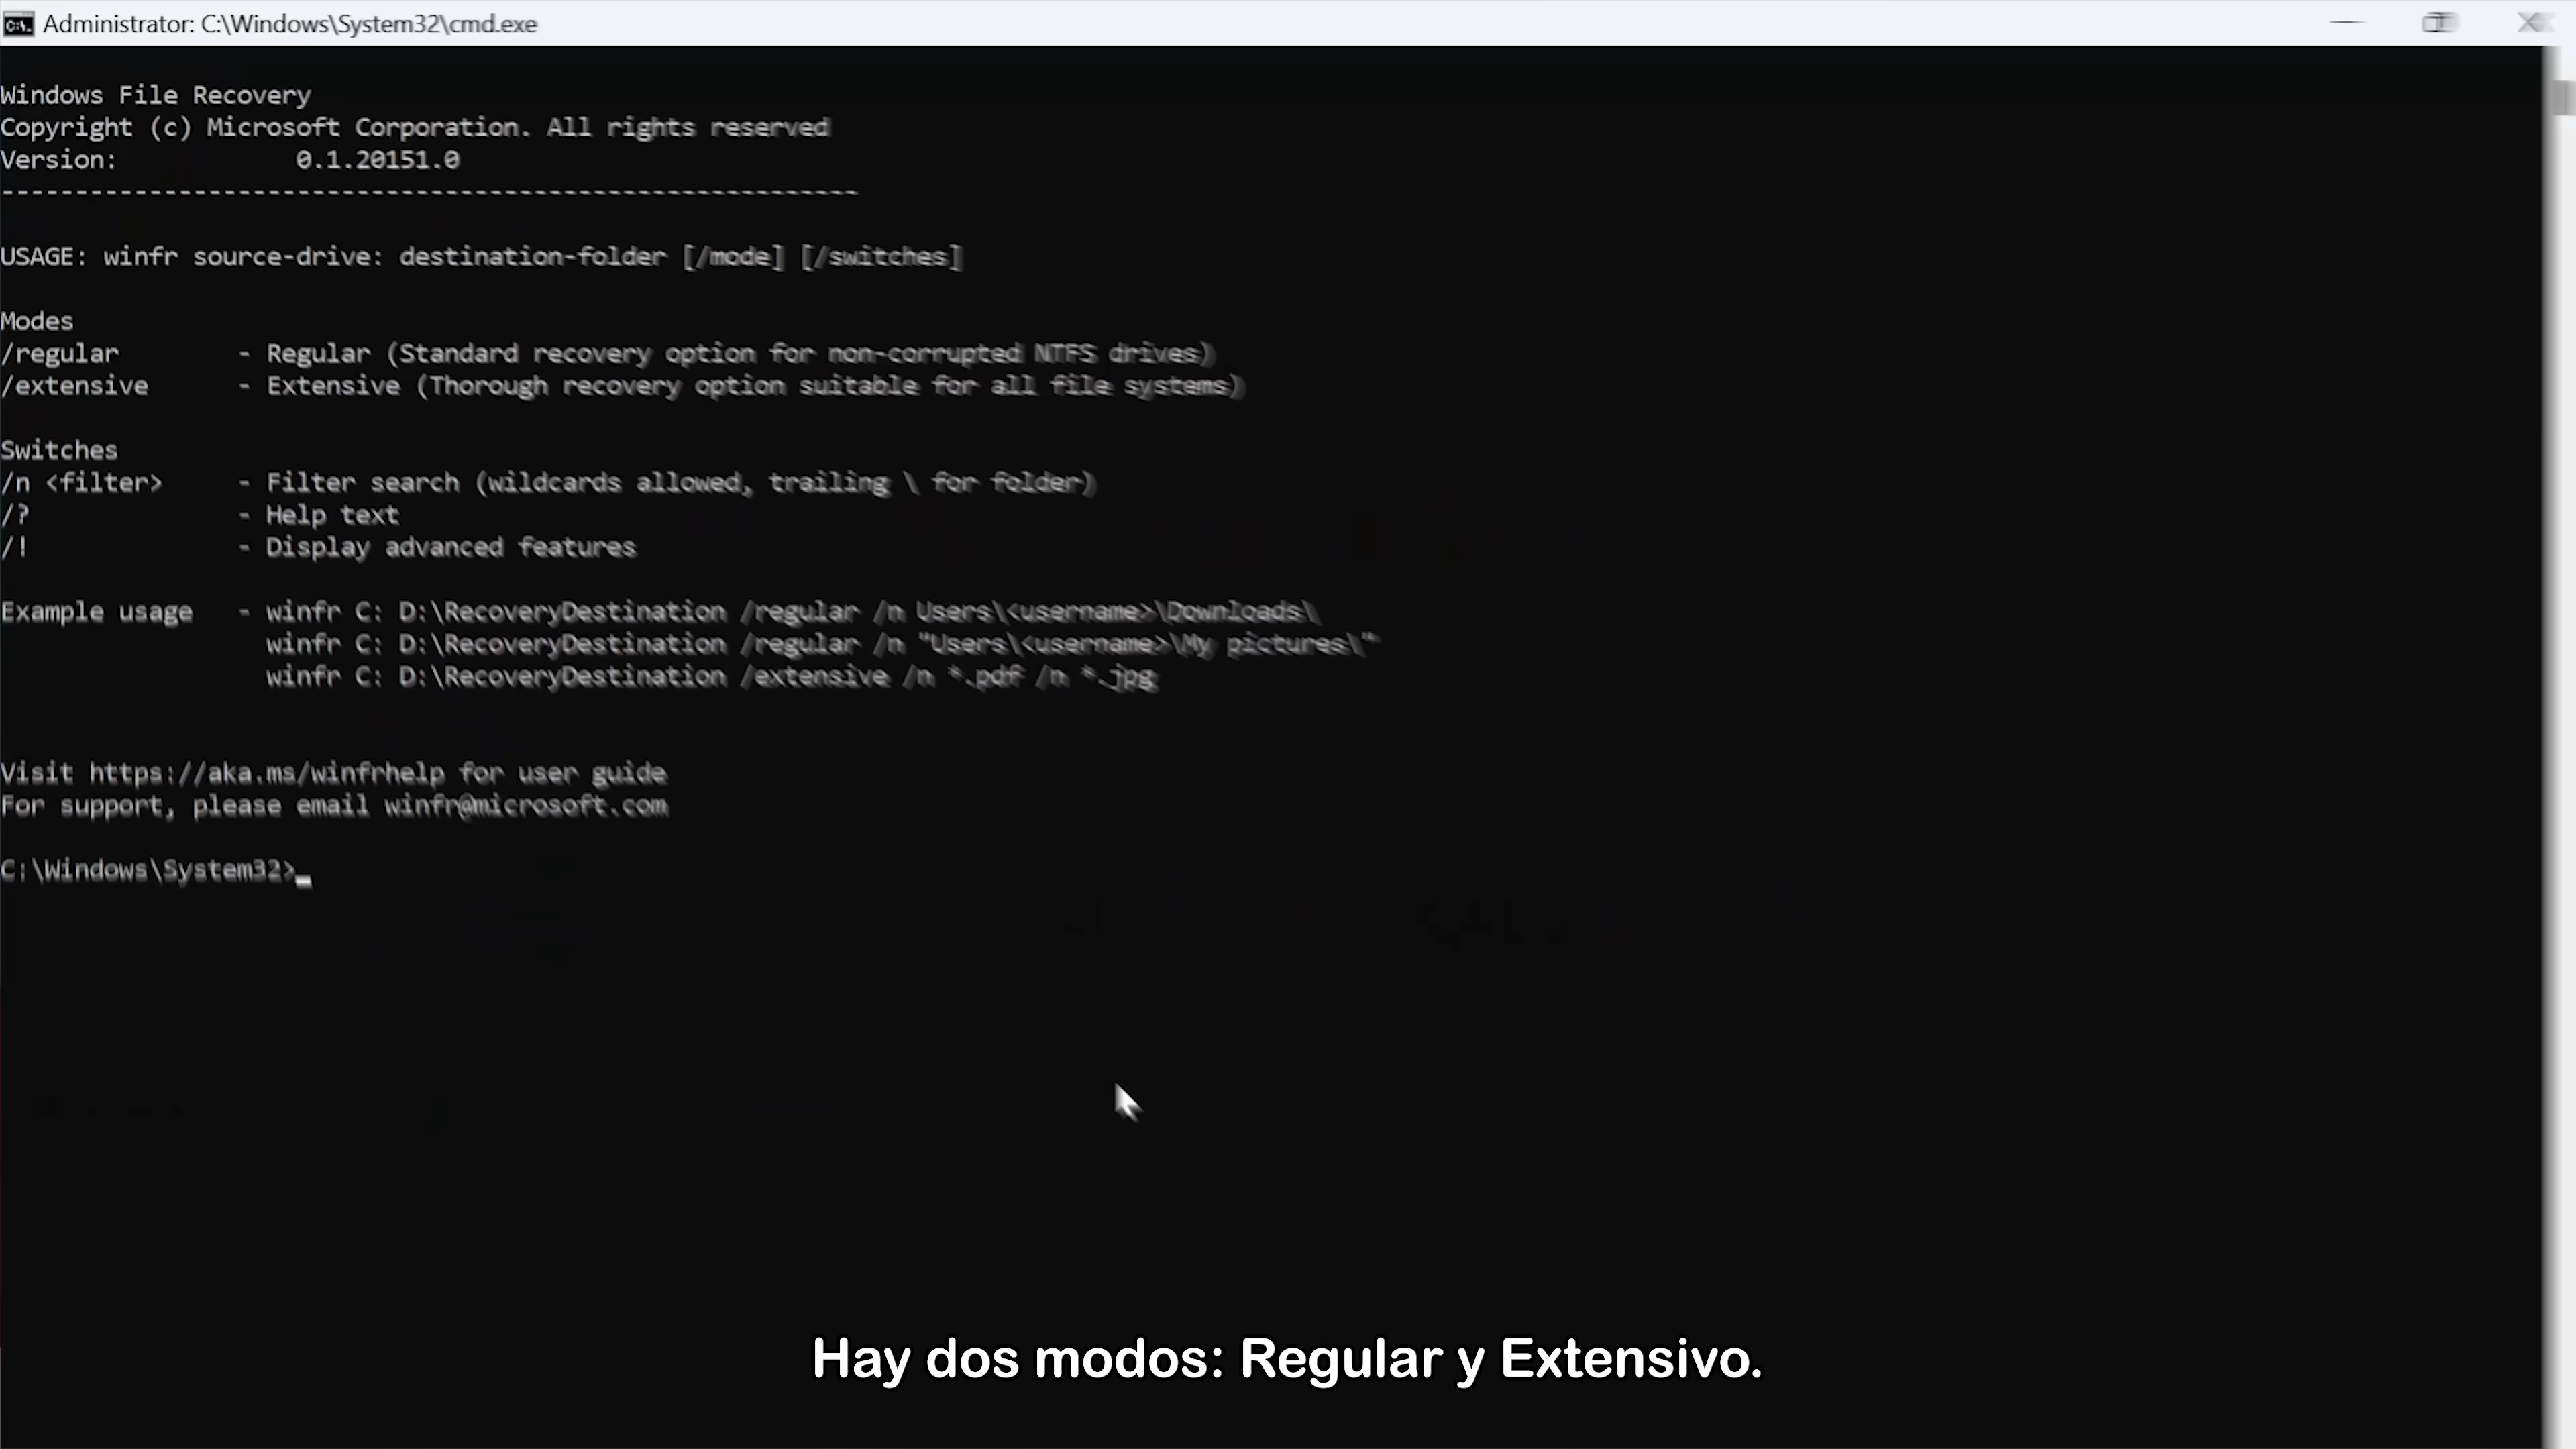 Administrator: C:\Windows\System32\cmd.exe
Windows File Recovery
Copyright (c) Microsoft Corporation. All rights reserved
Version:            0.1.20151.0
----------------------------------------------------------
USAGE: winfr source-drive: destination-folder [/mode] [/switches]
Modes
/regular        - Regular (Standard recovery option for non-corrupted NTFS drives)
/extensive      - Extensive (Thorough recovery option suitable for all file systems)
Switches
/n <filter>     - Filter search (wildcards allowed, trailing \ for folder)
/?              - Help text
/!              - Display advanced features
Example usage   - winfr C: D:\RecoveryDestination /regular /n Users\<username>\Downloads\
                  winfr C: D:\RecoveryDestination /regular /n "Users\<username>\My pictures\"
                  winfr C: D:\RecoveryDestination /extensive /n *.pdf /n *.jpg
Visit https://aka.ms/winfrhelp for user guide
For support, please email winfr@microsoft.com
C:\Windows\System32>
Hay dos modos: Regular y Extensivo.